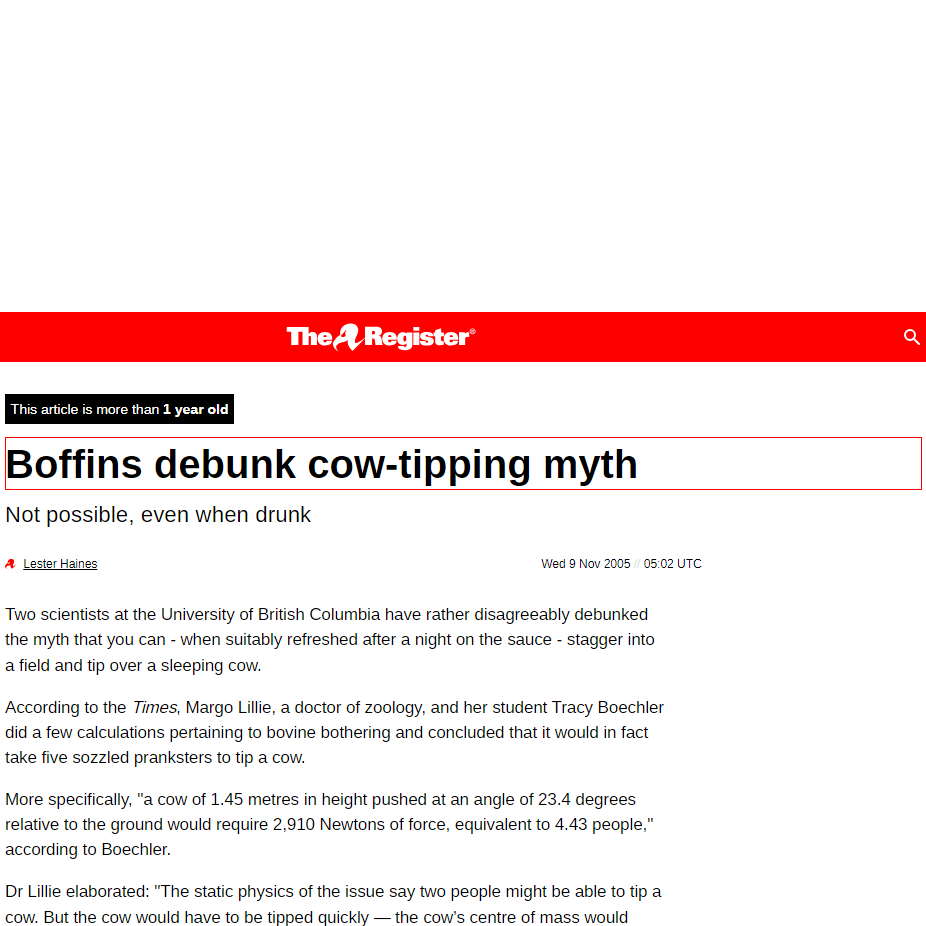 The Register®
This article is more than 1 year old
Boffins debunk cow-tipping myth
Not possible, even when drunk
Lester Haines
Wed 9 Nov 2005 // 05:02 UTC
Two scientists at the University of British Columbia have rather disagreeably debunked
the myth that you can - when suitably refreshed after a night on the sauce - stagger into
a field and tip over a sleeping cow.
According to the Times, Margo Lillie, a doctor of zoology, and her student Tracy Boechler
did a few calculations pertaining to bovine bothering and concluded that it would in fact
take five sozzled pranksters to tip a cow.
More specifically, "a cow of 1.45 metres in height pushed at an angle of 23.4 degrees
relative to the ground would require 2,910 Newtons of force, equivalent to 4.43 people,"
according to Boechler.
Dr Lillie elaborated: "The static physics of the issue say two people might be able to tip a
cow. But the cow would have to be tipped quickly — the cow’s centre of mass would